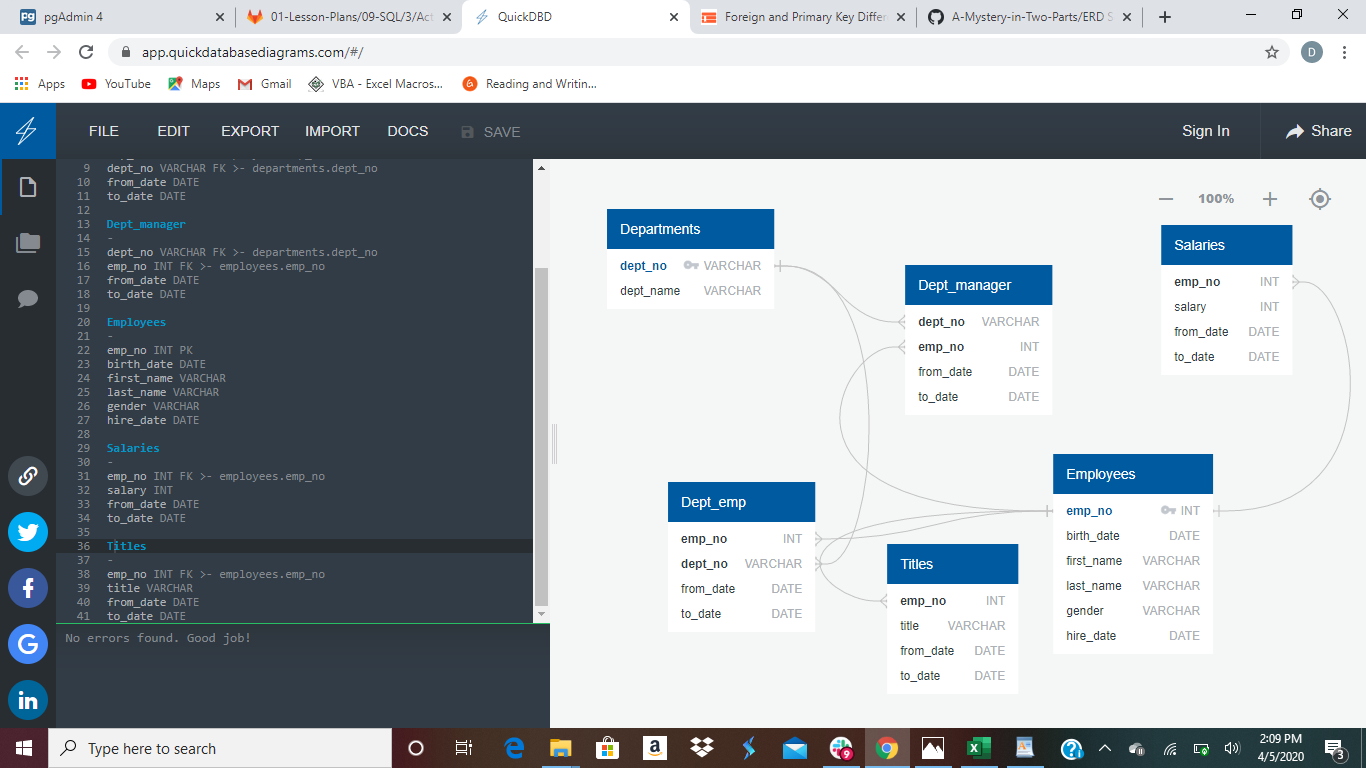 pgAdmin 4
01-Lesson-Plans/09-SQL/3/Act
QuickDBD
Foreign and Primary Key Differ
A-Mystery-in-Two-Parts/ERD S
app.quickdatabasediagrams.com/#/
D
Apps
YouTube
Maps
Gmail
VBA - Excel Macros...
Reading and Writin...
FILE EDIT EXPORT IMPORT DOCS SAVE
Sign In
Share
9 dept_no VARCHAR FK >- departments.dept_no
10 from_date DATE
11 to_date DATE
12
13 Dept_manager
14 -
15 dept_no VARCHAR FK >- departments.dept_no
16 emp_no INT FK >- employees.emp_no
17 from_date DATE
18 to_date DATE
19
20 Employees
21 -
22 emp_no INT PK
23 birth_date DATE
24 first_name VARCHAR
25 last_name VARCHAR
26 gender VARCHAR
27 hire_date DATE
28
29 Salaries
30 -
31 emp_no INT FK >- employees.emp_no
32 salary INT
33 from_date DATE
34 to_date DATE
35
36 Titles
37 -
38 emp_no INT FK >- employees.emp_no
39 title VARCHAR
40 from_date DATE
41 to_date DATE
No errors found. Good job!
100%
Departments
dept_no VARCHAR
dept_name VARCHAR
Dept_manager
dept_no VARCHAR
emp_no INT
from_date DATE
to_date DATE
Salaries
emp_no INT
salary INT
from_date DATE
to_date DATE
Dept_emp
emp_no INT
dept_no VARCHAR
from_date DATE
to_date DATE
Titles
emp_no INT
title VARCHAR
from_date DATE
to_date DATE
Employees
emp_no INT
birth_date DATE
first_name VARCHAR
last_name VARCHAR
gender VARCHAR
hire_date DATE
Type here to search
9
2:09 PM
4/5/2020
3